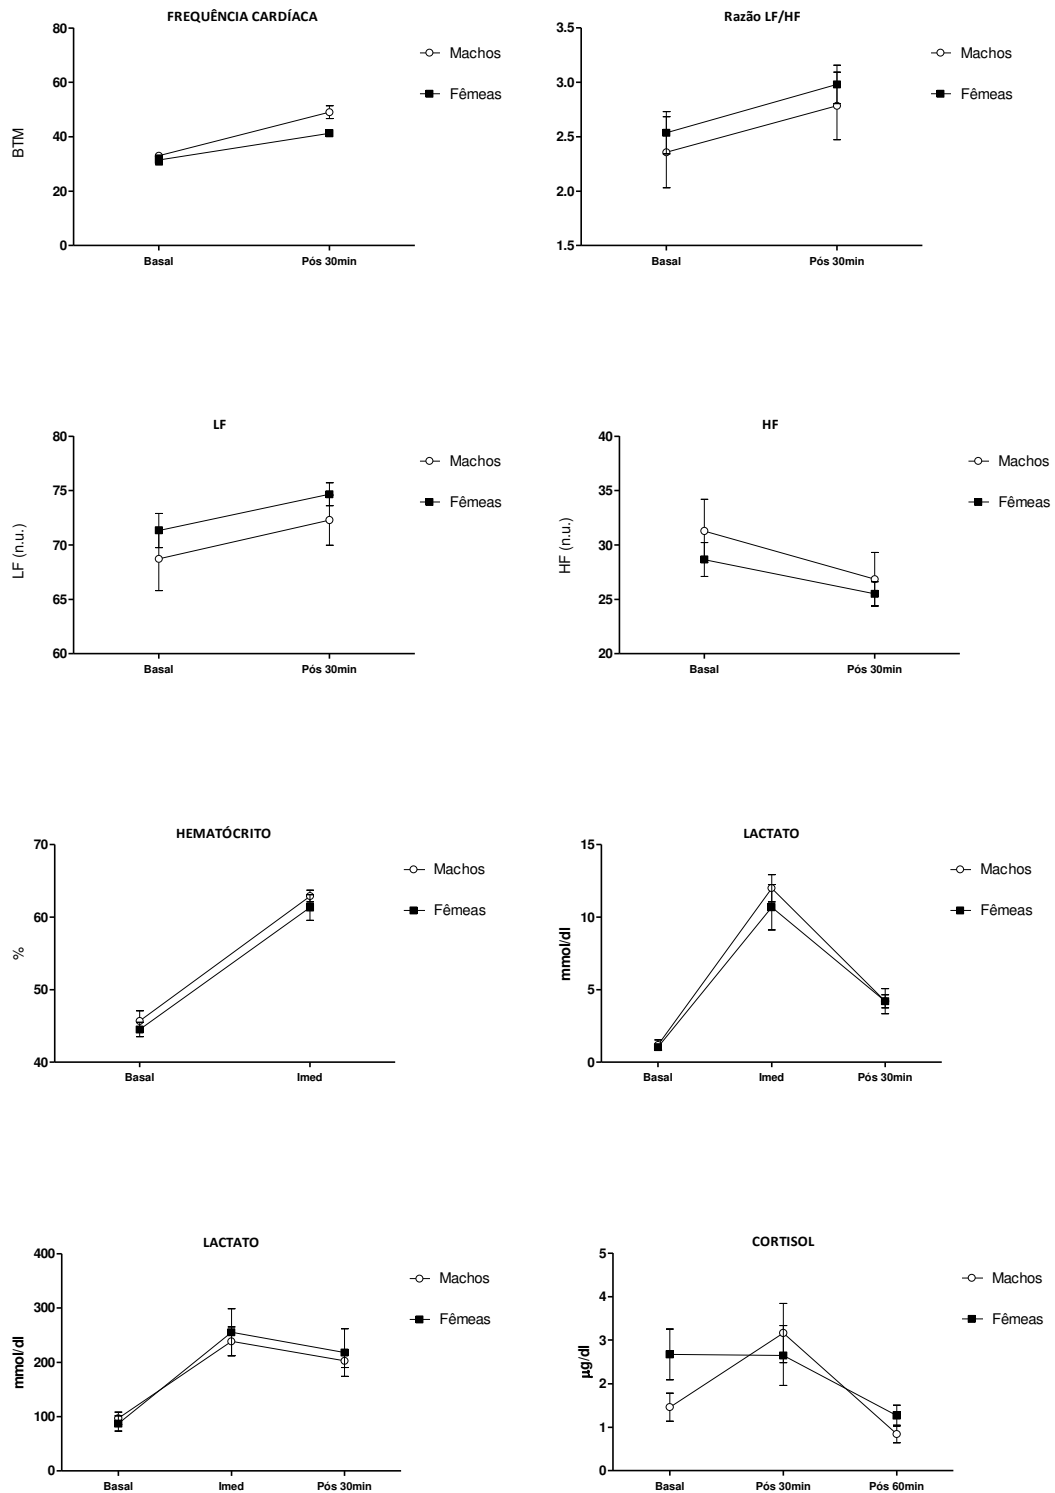 FREQUÊNCIA CARDÍACA
80
60
40
20
0
BTM
Basal
Pós 30min
Machos
Fêmeas
Razão LF/HF
3.5
3.0
2.5
2.0
1.5
Basal
Pós 30min
Machos
Fêmeas
LF
80
75
70
65
60
LF (n.u.)
Basal
Pós 30min
Machos
Fêmeas
HF
40
35
30
25
20
HF (n.u.)
Basal
Pós 30min
Machos
Fêmeas
HEMATÓCRITO
70
60
50
40
%
Basal
Imed
Machos
Fêmeas
LACTATO
15
10
5
0
mmol/dl
Basal
Imed
Pós 30min
Machos
Fêmeas
LACTATO
400
300
200
100
0
mmol/dl
Basal
Imed
Pós 30min
Machos
Fêmeas
CORTISOL
5
4
3
2
1
0
µg/dl
Basal
Pós 30min
Pós 60min
Machos
Fêmeas